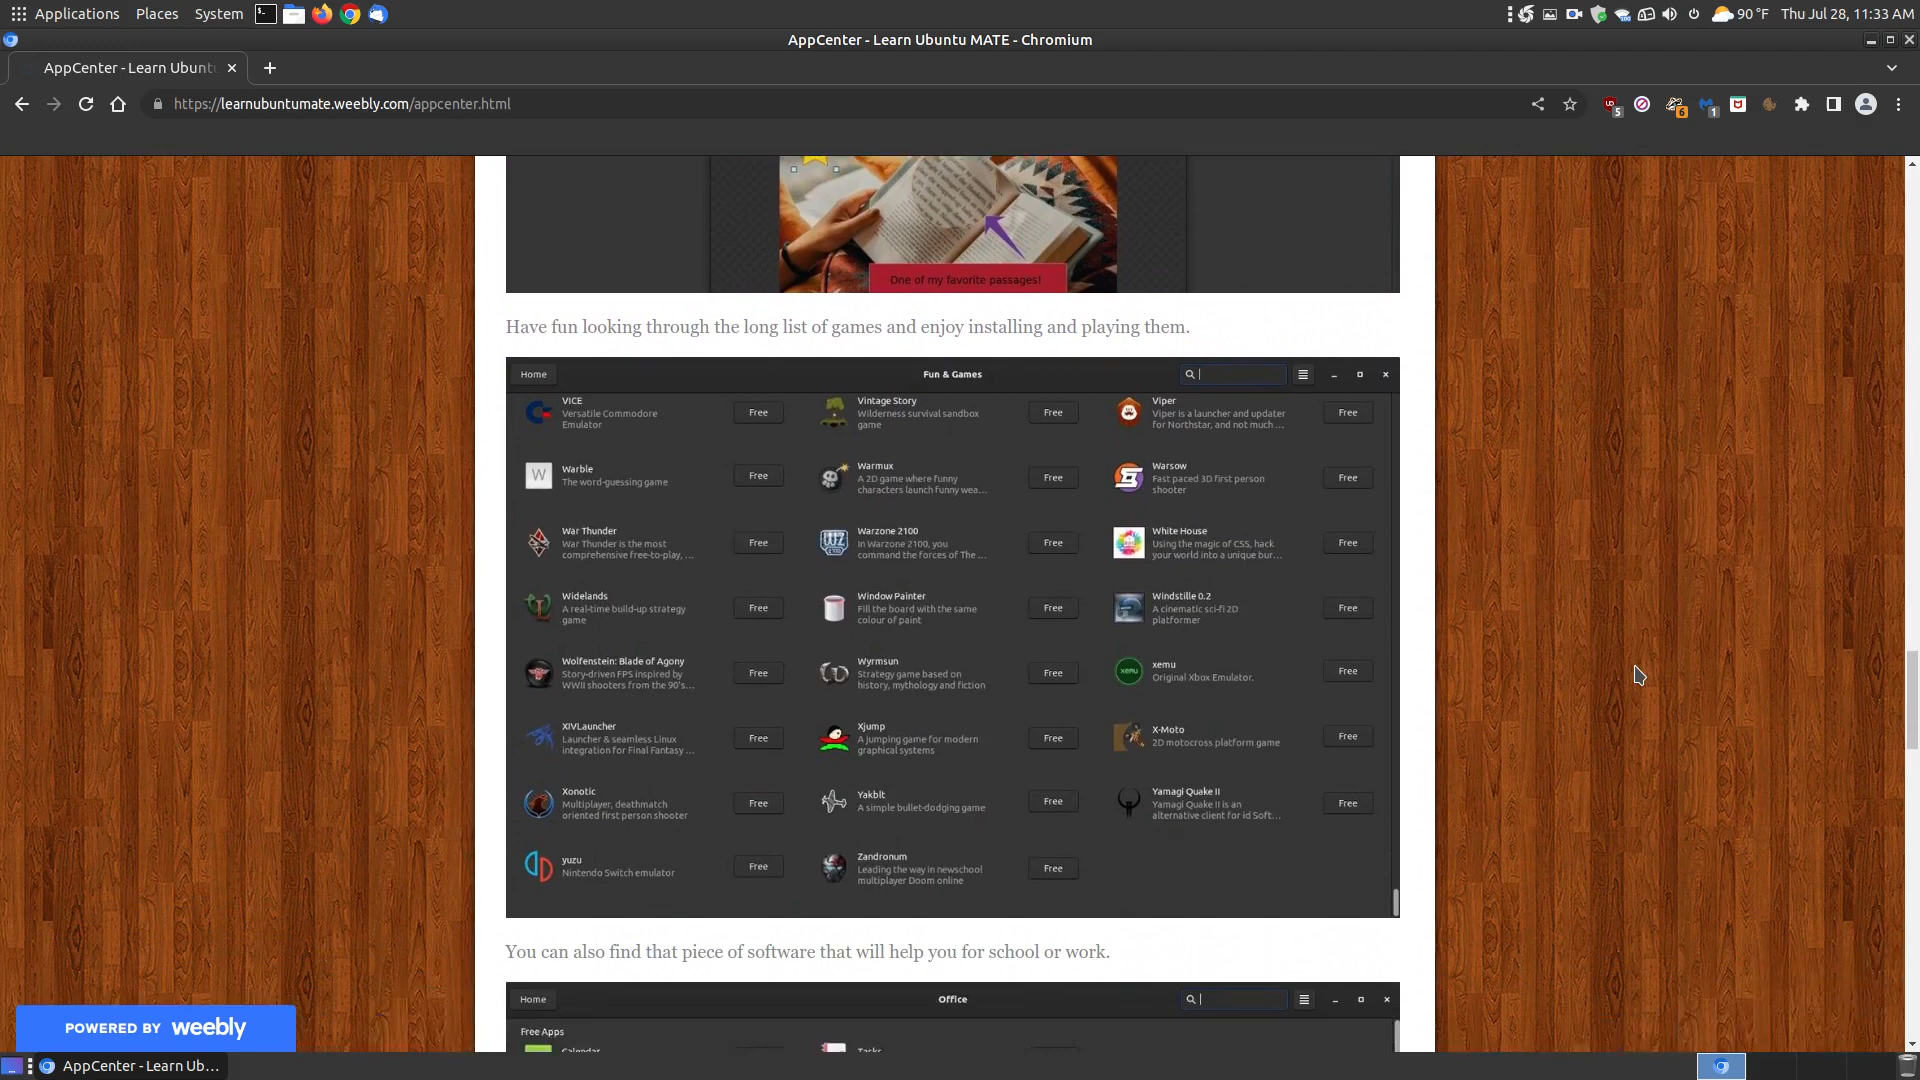 Applications Places System 90 °F Thu Jul 28, 11:33 AM
AppCenter - Learn Ubuntu MATE - Chromium
AppCenter - Learn Ubunt
https://learnubuntumate.weebly.com/appcenter.html
5 6 1
One of my favorite passages!
Have fun looking through the long list of games and enjoy installing and playing them.
Home Fun & Games
VICE
Versatile Commodore
Emulator
Free
Vintage Story
Wilderness survival sandbox
game
Free
Viper
Viper is a launcher and updater
for Northstar, and not much ...
Free
W
Warble
The word-guessing game
Free
Warmux
A 2D game where funny
characters launch funny wea...
Free
Warsow
Fast paced 3D first person
shooter
Free
War Thunder
War Thunder is the most
comprehensive free-to-play, ...
Free
WZ
Warzone 2100
In Warzone 2100, you
command the forces of The ...
Free
White House
Using the magic of CSS, hack
your world into a unique bur...
Free
Widelands
A real-time build-up strategy
game
Free
Window Painter
Fill the board with the same
colour of paint
Free
Windstille 0.2
A cinematic sci-fi 2D
platformer
Free
Wolfenstein: Blade of Agony
Story-driven FPS inspired by
WWII shooters from the 90's...
Free
Wyrmsun
Strategy game based on
history, mythology and fiction
Free
xemu
xemu
Original Xbox Emulator.
Free
XIVLauncher
Launcher & seamless Linux
integration for Final Fantasy ...
Free
Xjump
A jumping game for modern
graphical systems
Free
X-Moto
2D motocross platform game
Free
Xonotic
Multiplayer, deathmatch
oriented first person shooter
Free
Yakblt
A simple bullet-dodging game
Free
Yamagi Quake II
Yamagi Quake II is an
alternative client for id Soft...
Free
yuzu
Nintendo Switch emulator
Free
Zandronum
Leading the way in newschool
multiplayer Doom online
Free
You can also find that piece of software that will help you for school or work.
Home Office
Free Apps
Calendar Tasks
POWERED BY weebly
AppCenter - Learn Ub...